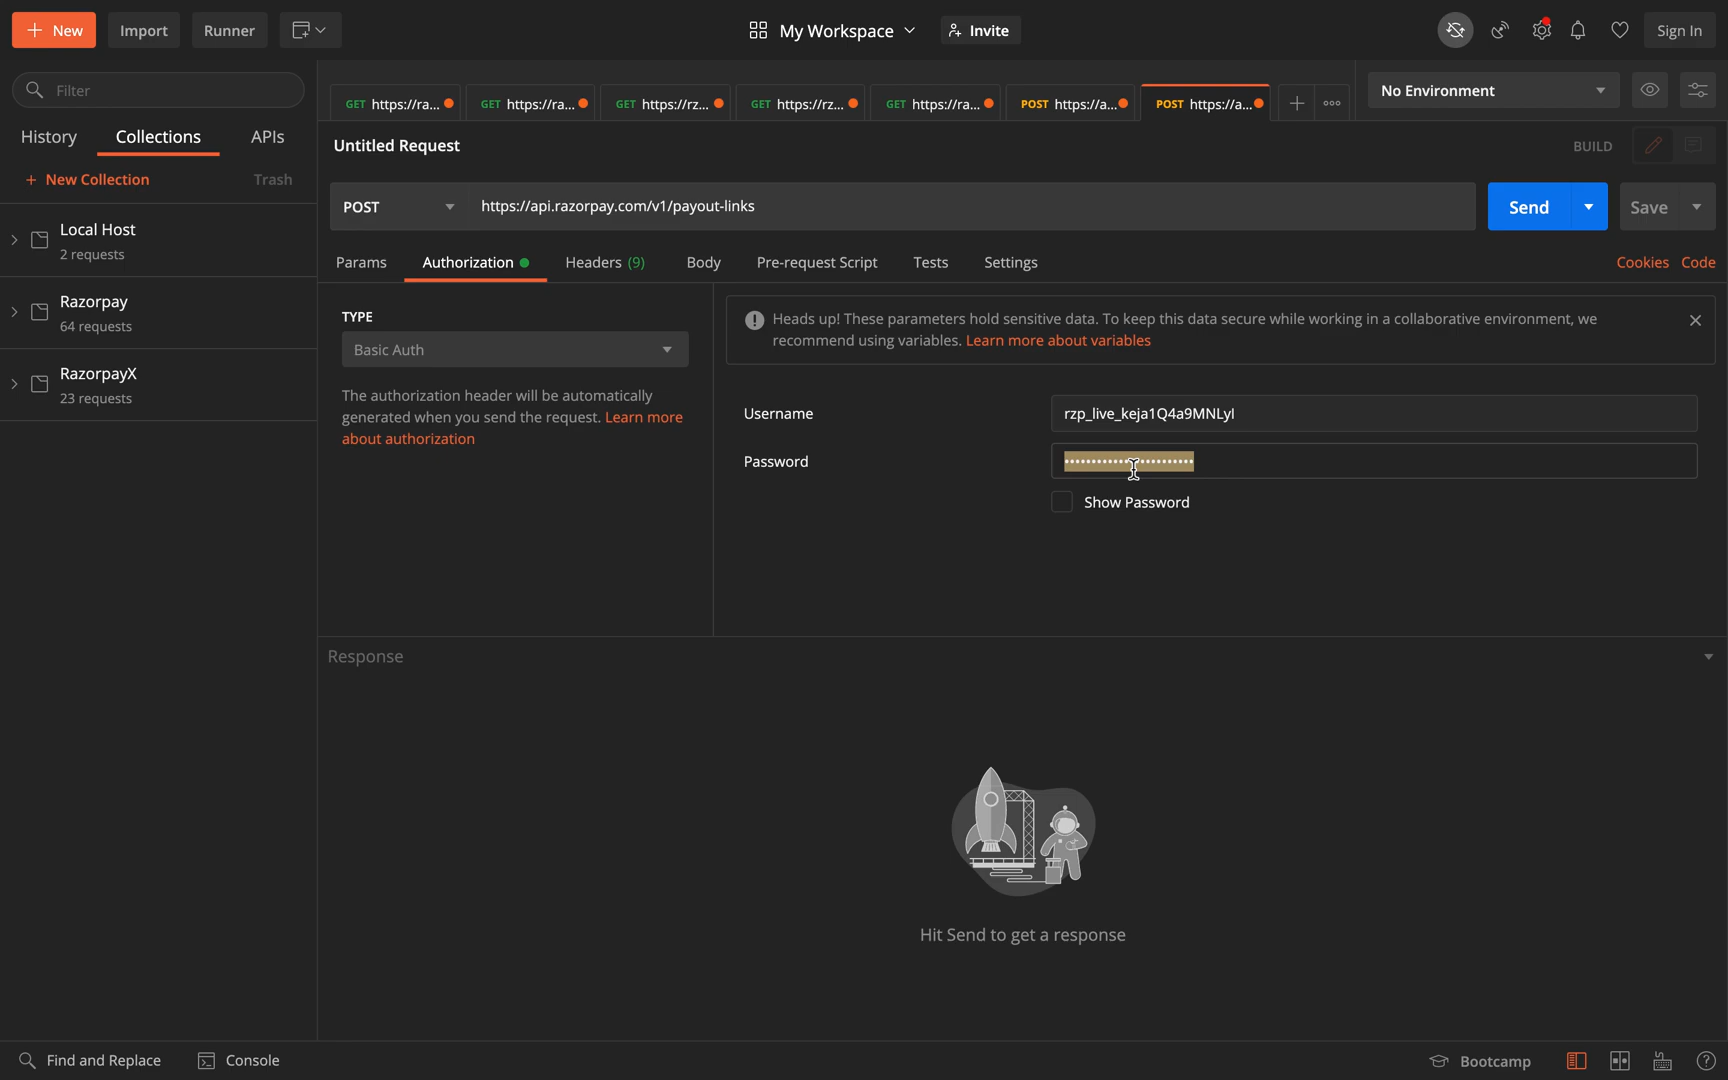 New
Import
Runner
My Workspace
Invite
Sign In
Filter
History
Collections
APIs
+ New Collection
Trash
Local Host
2 requests
Razorpay
64 requests
RazorpayX
23 requests
GET https://ra...
GET https://ra...
GET https://rz...
GET https://rz...
GET https://ra...
POST https://a...
POST https://a...
No Environment
Untitled Request
BUILD
POST
https://api.razorpay.com/v1/payout-links
Send
Save
Params
Authorization
Headers (9)
Body
Pre-request Script
Tests
Settings
Cookies
Code
TYPE
Basic Auth
The authorization header will be automatically
generated when you send the request. Learn more
about authorization
Heads up! These parameters hold sensitive data. To keep this data secure while working in a collaborative environment, we
recommend using variables. Learn more about variables
Username
rzp_live_keja1Q4a9MNLyl
Password
••••••••••••••••••••••••
Show Password
Response
Hit Send to get a response
Find and Replace
Console
Bootcamp